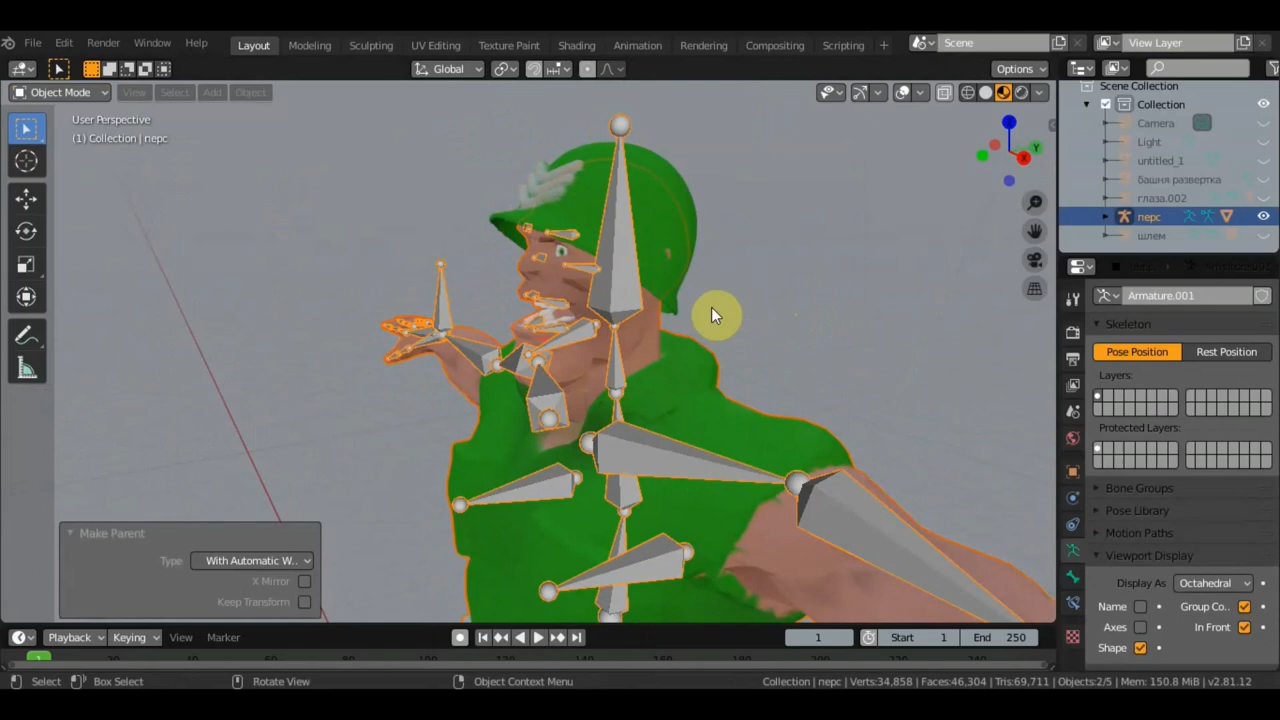 File Edit Render Window Help Layout Modeling Sculpting UV Editing Texture Paint Shading Animation Rendering Compositing Scripting + Scene View Layer
Global Options
Object Mode View Select Add Object
User Perspective
(1) Collection | перс
Z
Y
X
Scene Collection
Collection
Camera
Light
untitled_1
башня развертка
глаза.002
перс
шлем
Armature.001
Skeleton
Pose Position Rest Position
Layers:
Protected Layers:
Bone Groups
Pose Library
Motion Paths
Viewport Display
Display As Octahedral
Name Group Co..
Axes In Front
Shape
Make Parent
Type With Automatic W..
X Mirror
Keep Transform
Playback Keying View Marker 1 Start 1 End 250
1
Select Box Select Rotate View Object Context Menu Collection | перс | Verts:34,858 | Faces:46,304 | Tris:69,711 | Objects:2/5 | Mem: 150.8 MiB | v2.81.12